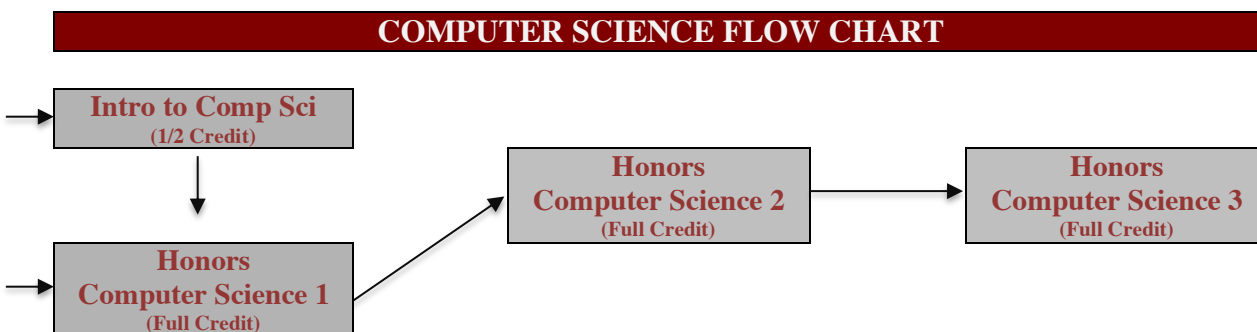 COMPUTER SCIENCE FLOW CHART
Intro to Comp Sci
(1/2 Credit)
Honors
Computer Science 1
(Full Credit)
Honors
Computer Science 2
(Full Credit)
Honors
Computer Science 3
(Full Credit)